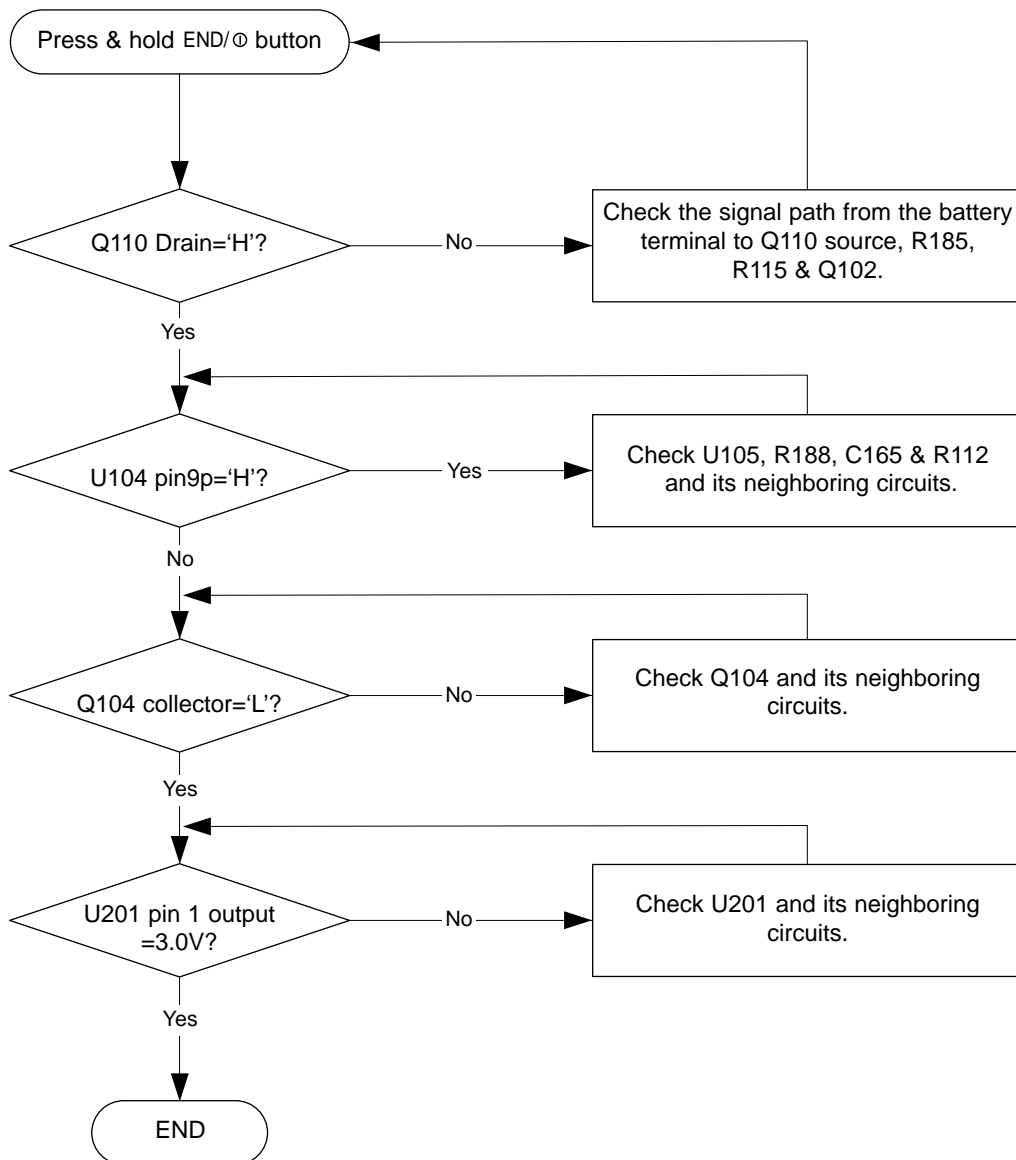 Press & hold END/⏼ button
Q110 Drain=‘H’?
No
Check the signal path from the battery
terminal to Q110 source, R185,
R115 & Q102.
Yes
U104 pin9p=‘H’?
Yes
Check U105, R188, C165 & R112
and its neighboring circuits.
No
Q104 collector=‘L’?
No
Check Q104 and its neighboring
circuits.
Yes
U201 pin 1 output
=3.0V?
No
Check U201 and its neighboring
circuits.
Yes
END